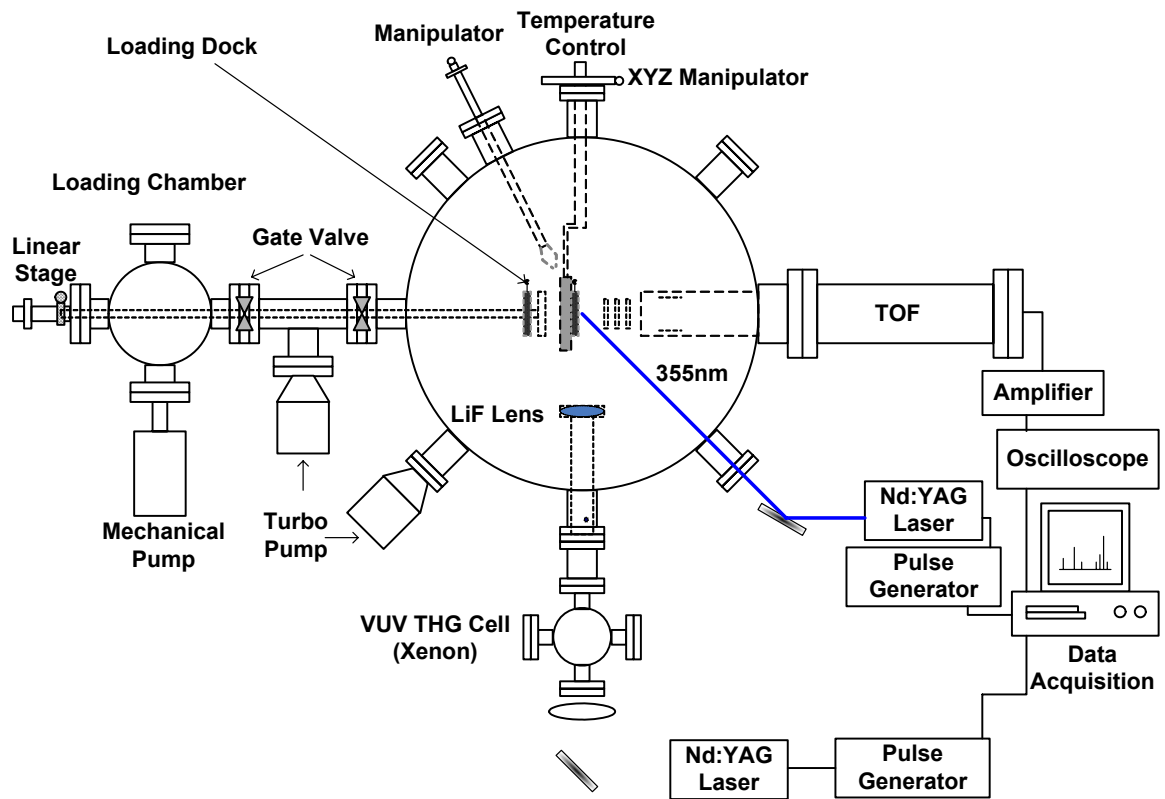 Temperature
Control
Manipulator
Loading Dock
XYZ Manipulator
Loading Chamber
Linear
Stage
Gate Valve
TOF
355nm
Amplifier
LiF Lens
Oscilloscope
Nd:YAG
Laser
Mechanical
Pump
Turbo
Pump
Pulse
Generator
VUV THG Cell
(Xenon)
Data
Acquisition
Nd:YAG
Laser
Pulse
Generator